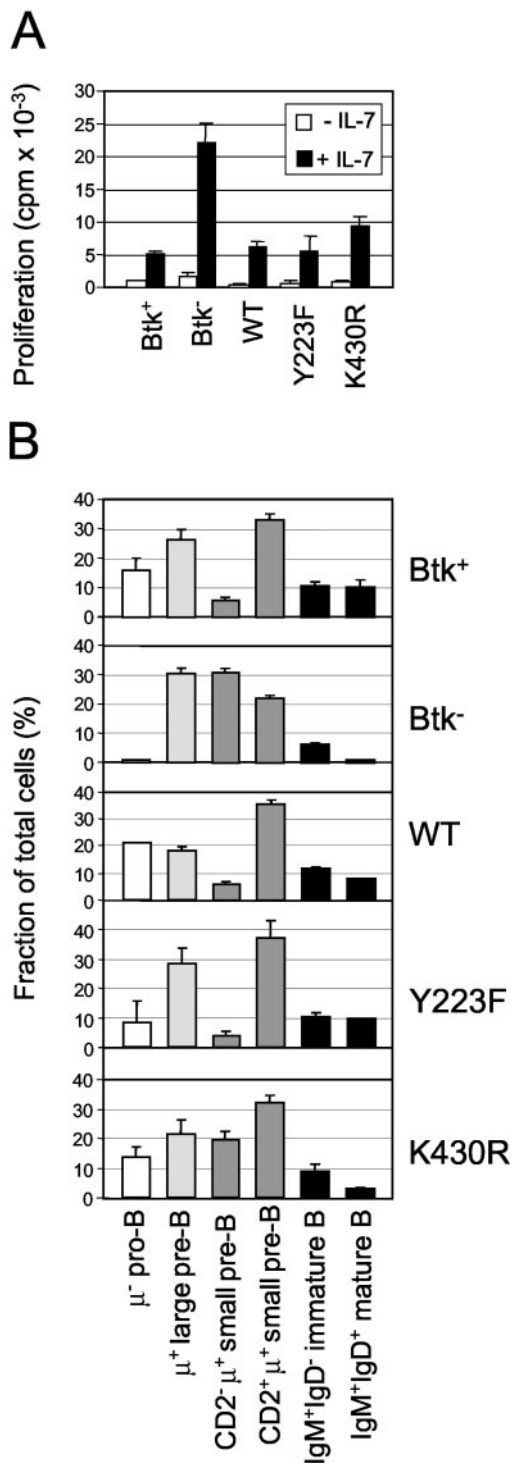 A
Proliferation (cpm x 10⁻³)
30
25
20
15
10
5
0
- IL-7
+ IL-7
Btk⁺
Btk⁻
WT
Y223F
K430R
B
Fraction of total cells (%)
40
30
20
10
0
Btk⁺
40
30
20
10
0
Btk⁻
40
30
20
10
0
WT
40
30
20
10
0
Y223F
40
30
20
10
0
K430R
μ⁻ pro-B
μ⁺ large pre-B
CD2⁻ μ⁺ small pre-B
CD2⁺ μ⁺ small pre-B
IgM⁺IgD⁻ immature B
IgM⁺IgD⁺ mature B